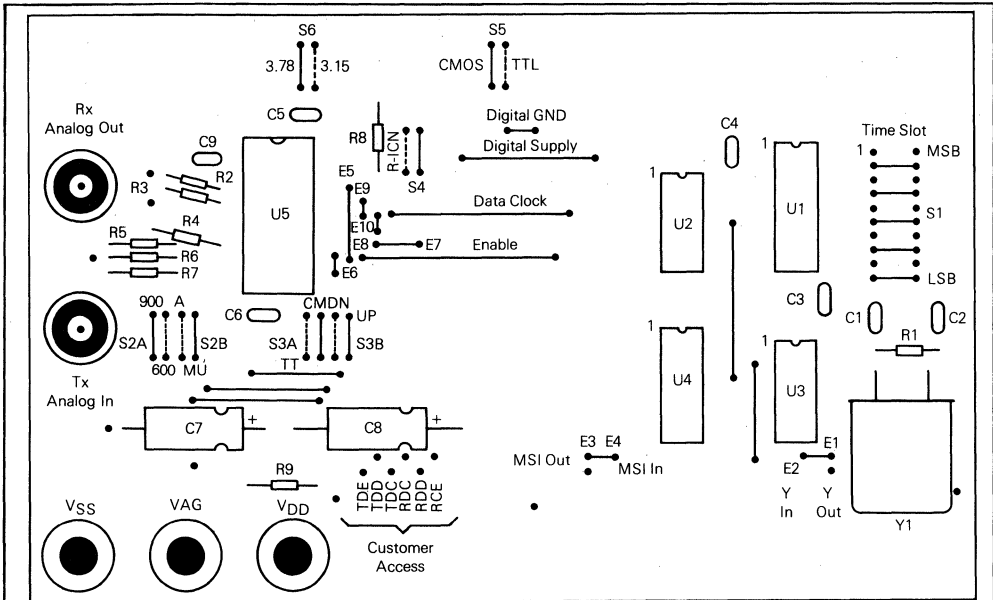 S6
S5
3.78
3.15
CMOS
TTL
Rx
Analog Out
C5
C9
R8
R-ICN
S4
Digital GND
Digital Supply
C4
Time Slot
1
MSB
R3
R2
E5
E9
U5
1
U2
1
U1
Data Clock
S1
R4
E10
R5
R6
R7
E8
E7
Enable
E6
LSB
900
A
C6
CMDN
UP
C3
C1
C2
S2A
S2B
S3A
S3B
1
1
R1
600
MU
TT
Tx
Analog In
U4
U3
C7
+
C8
+
E3
E4
E1
MSI Out
MSI In
E2
R9
TDE
TDD
TDC
RDC
RDD
RCE
Y
In
Y
Out
VSS
VAG
VDD
Y1
Customer
Access